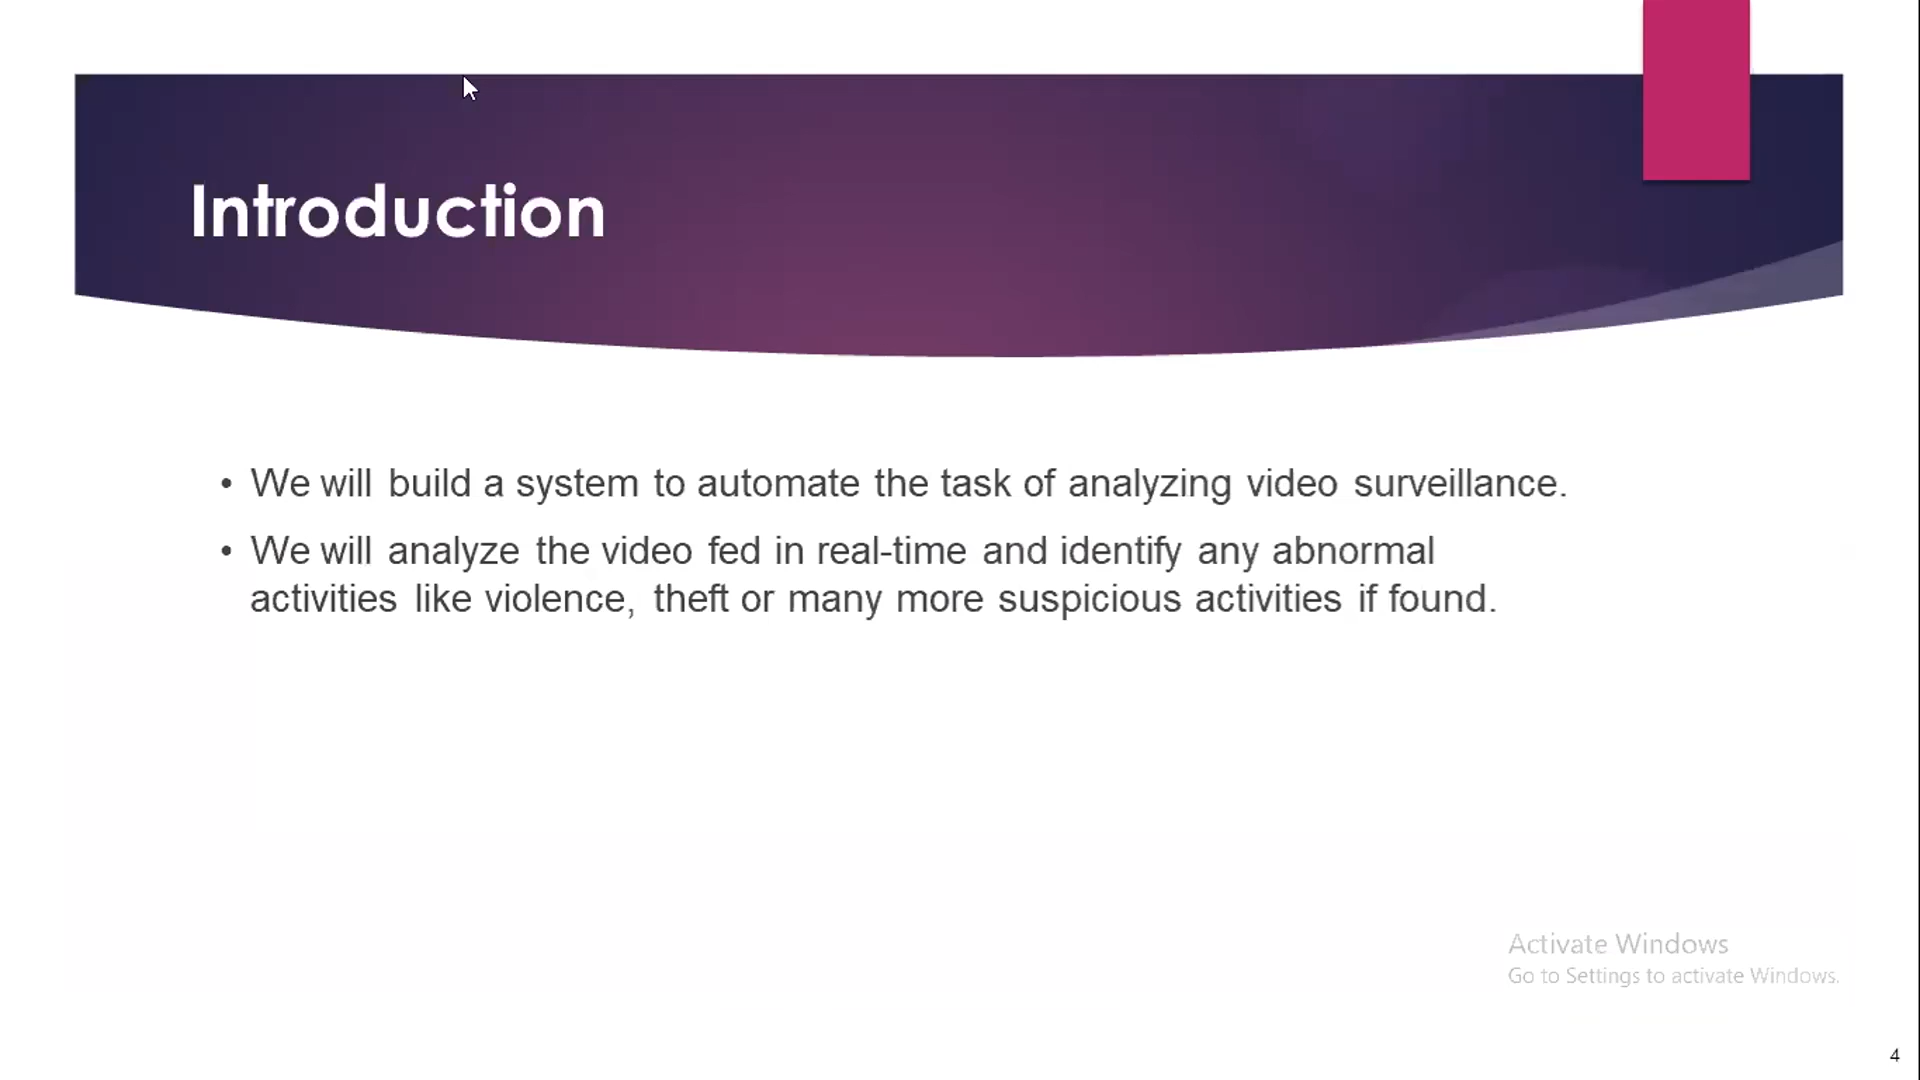 Introduction
• We will build a system to automate the task of analyzing video surveillance.
• We will analyze the video fed in real-time and identify any abnormal
activities like violence, theft or many more suspicious activities if found.
Activate Windows
Go to Settings to activate Windows.
4